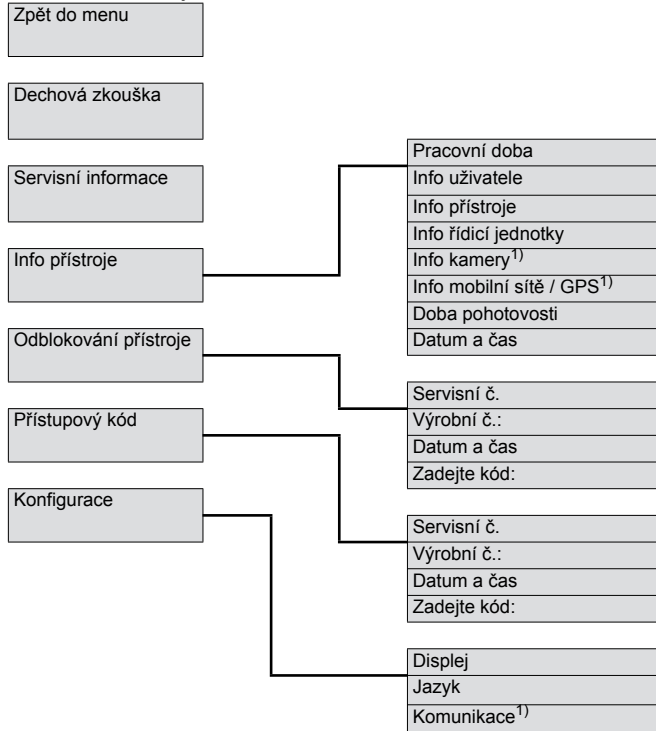 Zpět do menu
Dechová zkouška
Servisní informace
Info přístroje
Odblokování přístroje
Přístupový kód
Konfigurace
Pracovní doba
Info uživatele
Info přístroje
Info řídicí jednotky
Info kamery1)
Info mobilní sítě / GPS1)
Doba pohotovosti
Datum a čas
Servisní č.
Výrobní č.:
Datum a čas
Zadejte kód:
Servisní č.
Výrobní č.:
Datum a čas
Zadejte kód:
Displej
Jazyk
Komunikace1)